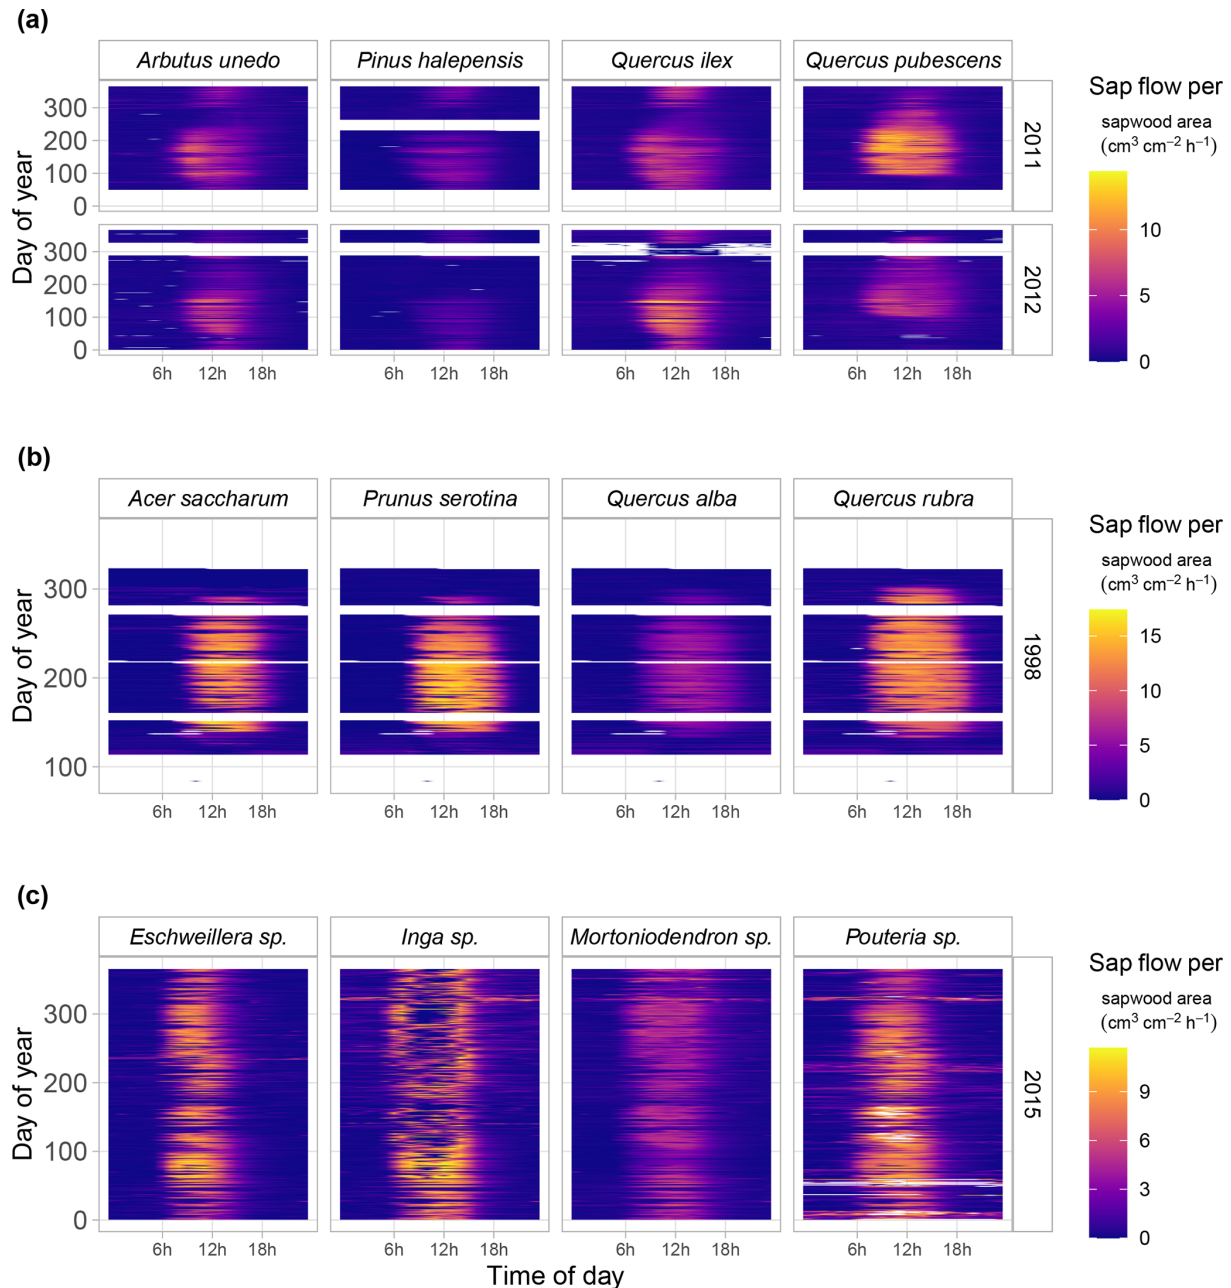 (a)
Arbutus unedo Pinus halepensis Quercus ilex Quercus pubescens
Sap flow per
sapwood area
(cm³ cm⁻² h⁻¹)
10
5
0
Day of year
300
200
100
0
2011
300
200
100
0
2012
6h 12h 18h 6h 12h 18h 6h 12h 18h 6h 12h 18h
(b)
Acer saccharum Prunus serotina Quercus alba Quercus rubra
Sap flow per
sapwood area
(cm³ cm⁻² h⁻¹)
15
10
5
0
Day of year
300
200
100
1998
6h 12h 18h 6h 12h 18h 6h 12h 18h 6h 12h 18h
(c)
Eschweillera sp. Inga sp. Mortoniodendron sp. Pouteria sp.
Sap flow per
sapwood area
(cm³ cm⁻² h⁻¹)
9
6
3
0
Day of year
300
200
100
0
2015
6h 12h 18h 6h 12h 18h 6h 12h 18h 6h 12h 18h
Time of day